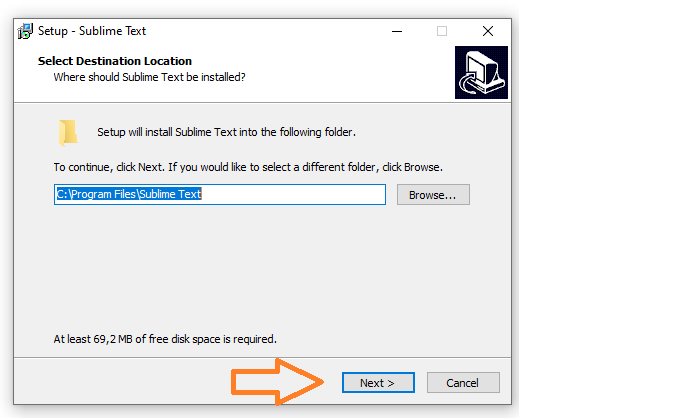 Setup - Sublime Text
Select Destination Location
Where should Sublime Text be installed?
Setup will install Sublime Text into the following folder.
To continue, click Next. If you would like to select a different folder, click Browse.
C:\Program Files\Sublime Text
Browse...
At least 69,2 MB of free disk space is required.
Next >
Cancel